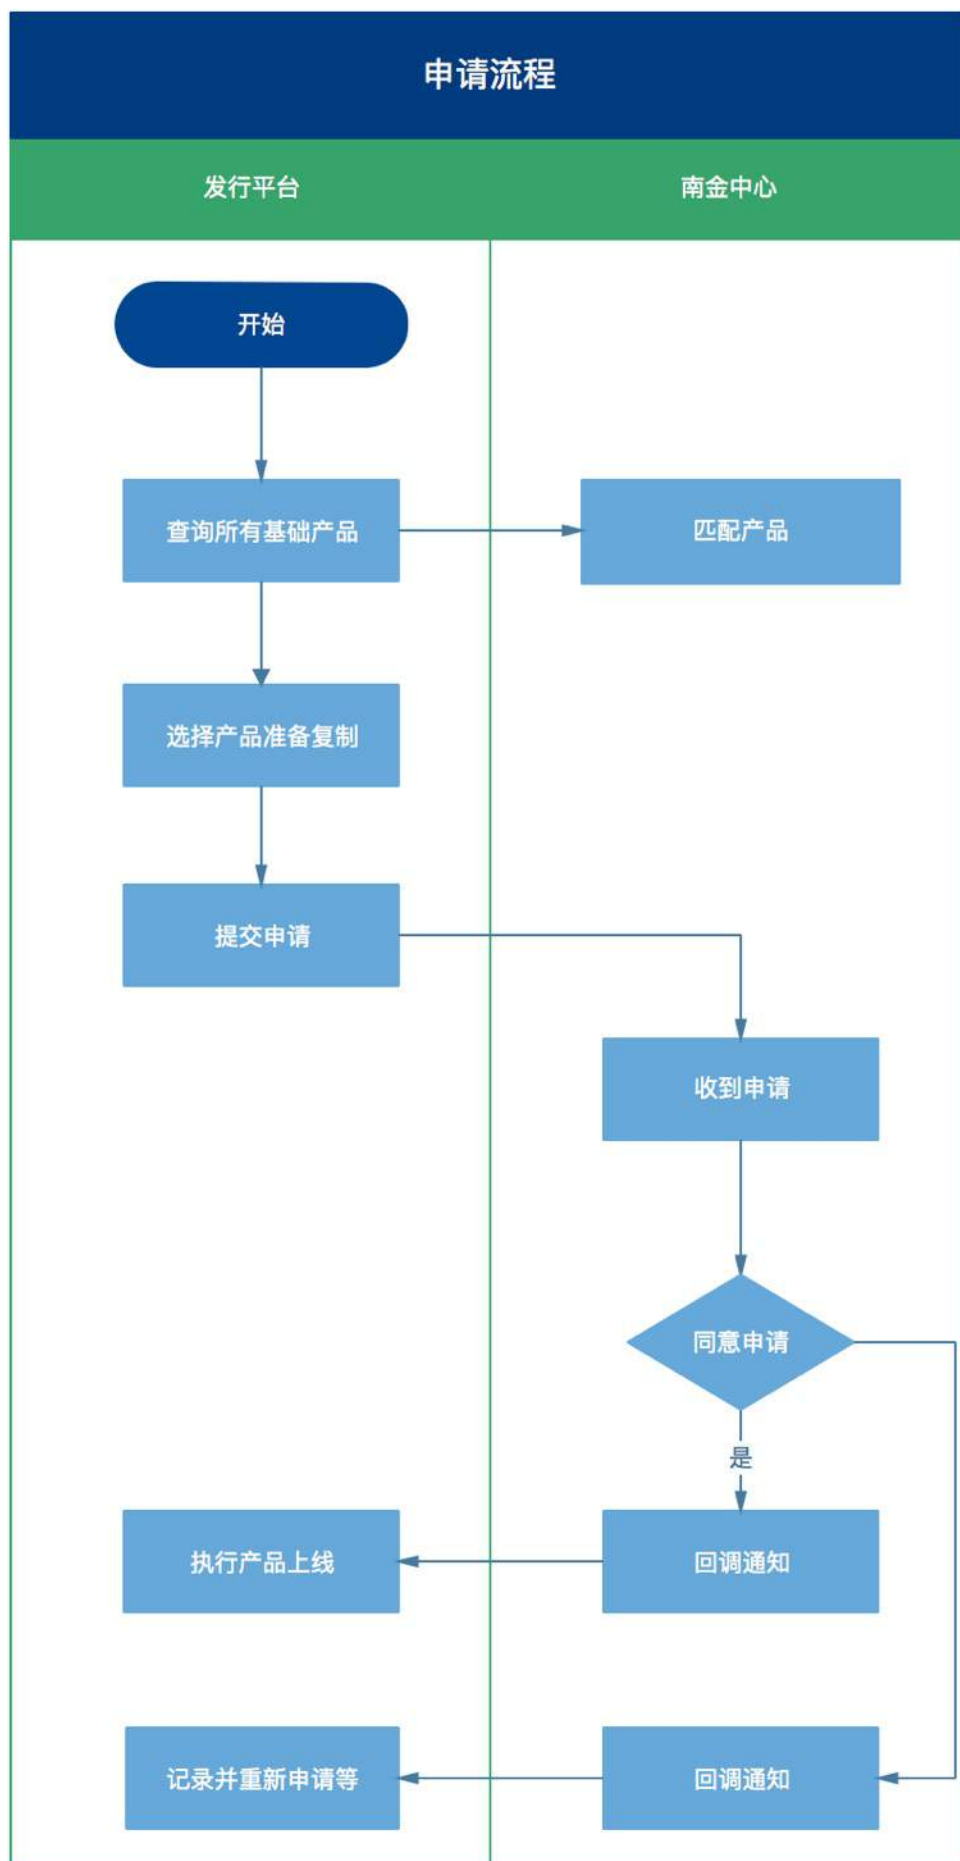 申请流程
发行平台
南金中心
开始
查询所有基础产品
匹配产品
选择产品准备复制
提交申请
收到申请
同意申请
是
执行产品上线
回调通知
记录并重新申请等
回调通知